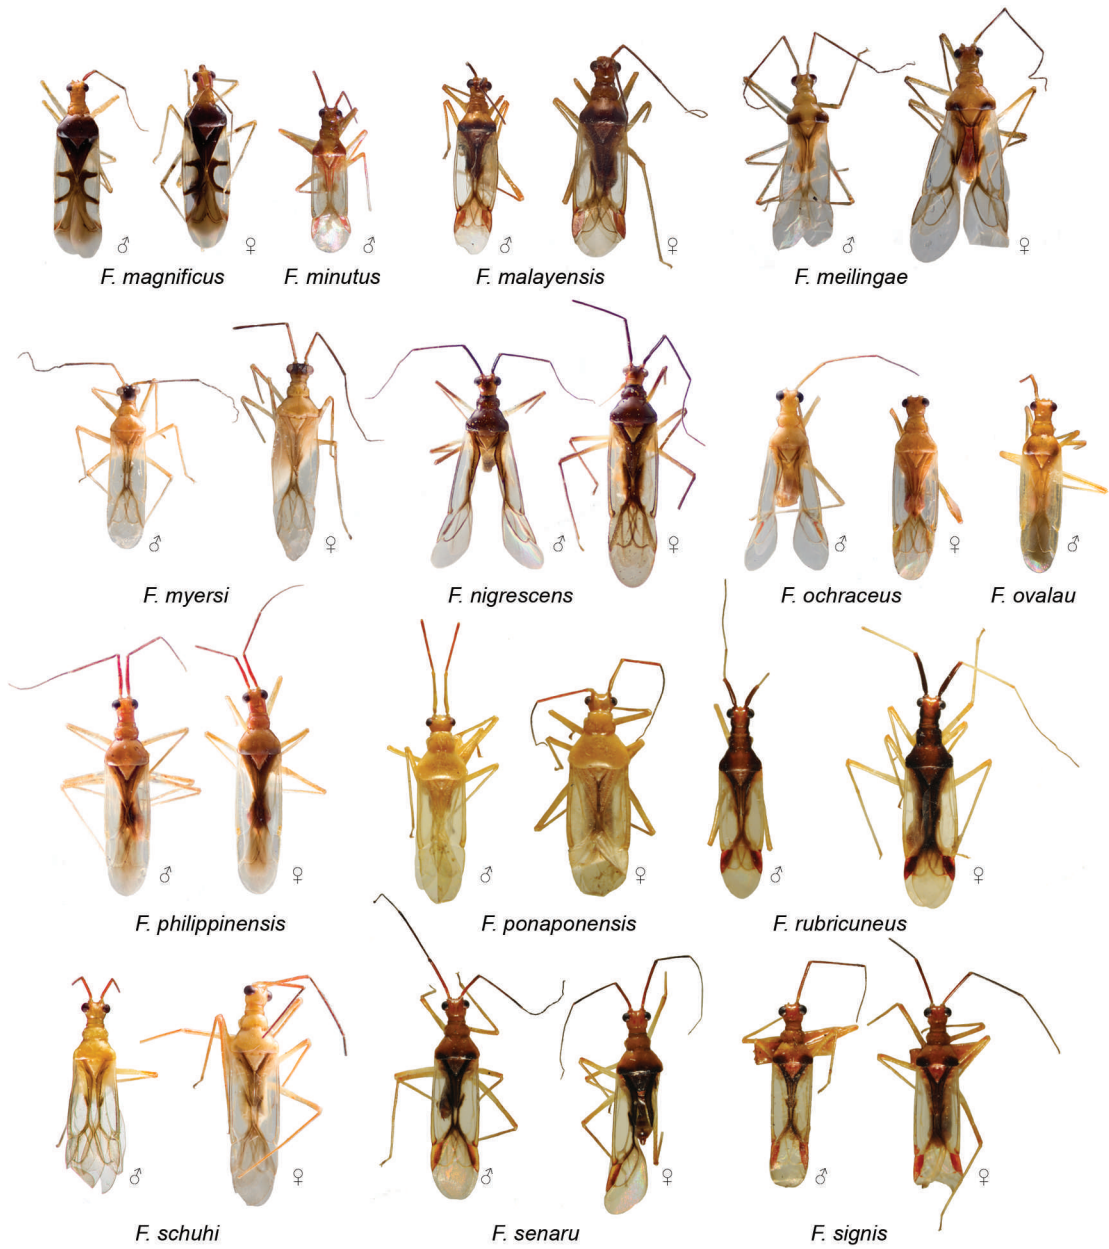 ♂ ♀ ♂ ♂ ♀ ♂ ♀
F. magnificus F. minutus F. malayensis F. meilingae
♂ ♀ ♂ ♀ ♂ ♀ ♂
F. myersi F. nigrescens F. ochraceus F. ovalau
♂ ♀ ♂ ♀ ♂ ♀
F. philippinensis F. ponaponensis F. rubricuneus
♂ ♀ ♂ ♀ ♂ ♀
F. schuhi F. senaru F. signis